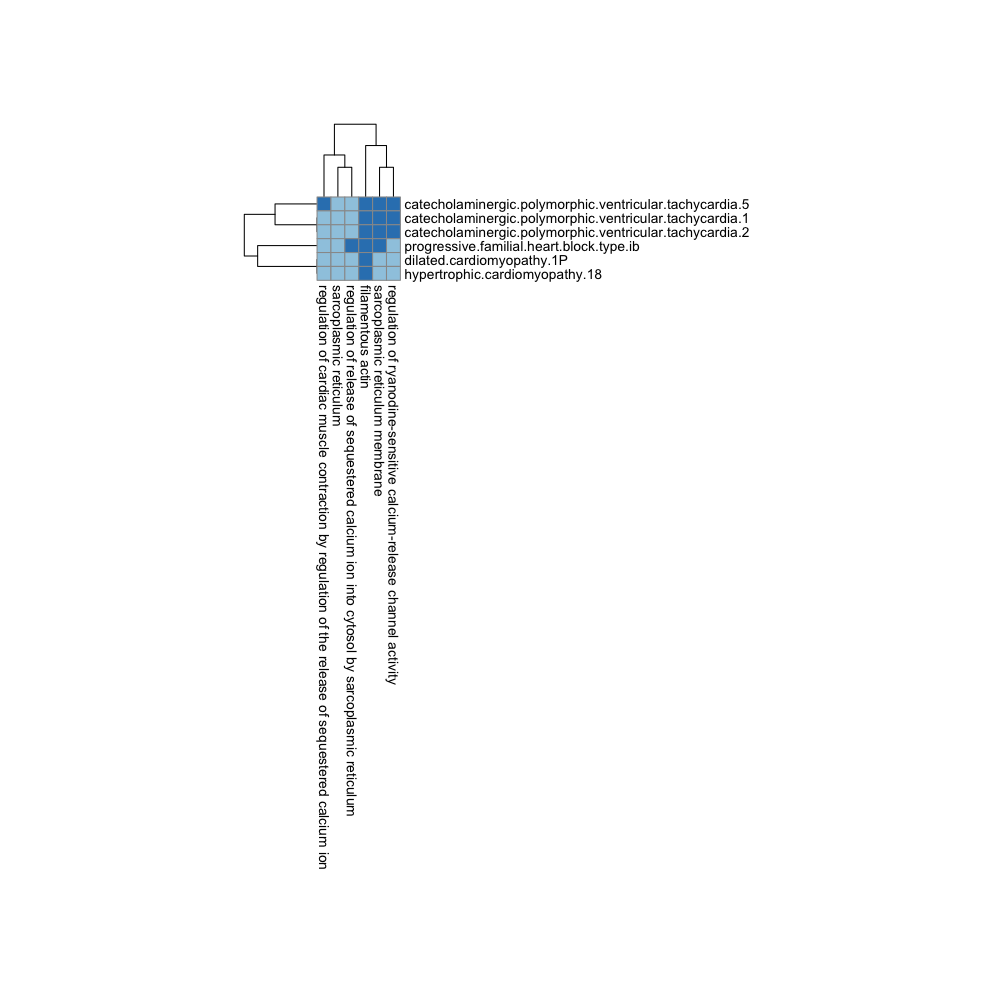 catecholaminergic.polymorphic.ventricular.tachycardia.5
catecholaminergic.polymorphic.ventricular.tachycardia.1
catecholaminergic.polymorphic.ventricular.tachycardia.2
progressive.familial.heart.block.type.ib
dilated.cardiomyopathy.1P
hypertrophic.cardiomyopathy.18
regulation of cardiac muscle contraction by regulation of the release of sequestered calcium ion
sarcoplasmic reticulum
regulation of release of sequestered calcium ion into cytosol by sarcoplasmic reticulum
filamentous actin
sarcoplasmic reticulum membrane
regulation of ryanodine-sensitive calcium-release channel activity